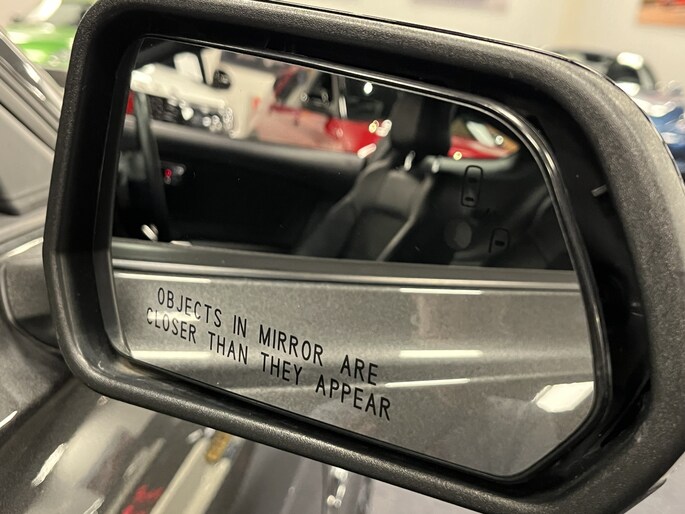 OBJECTS IN MIRROR ARE
CLOSER THAN THEY APPEAR